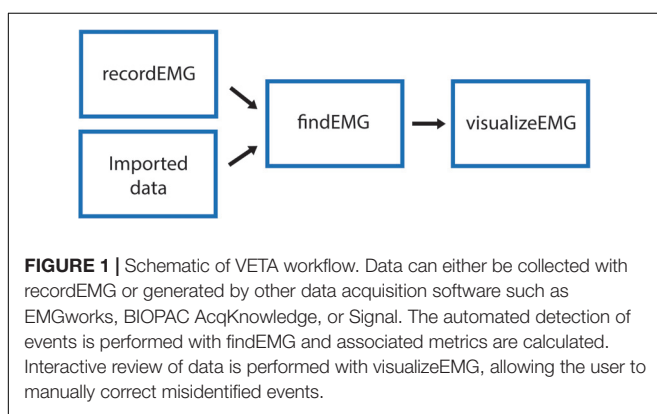 recordEMG
Imported
data
findEMG
visualizeEMG
FIGURE 1 | Schematic of VETA workflow. Data can either be collected with
recordEMG or generated by other data acquisition software such as
EMGworks, BIOPAC AcqKnowledge, or Signal. The automated detection of
events is performed with findEMG and associated metrics are calculated.
Interactive review of data is performed with visualizeEMG, allowing the user to
manually correct misidentified events.